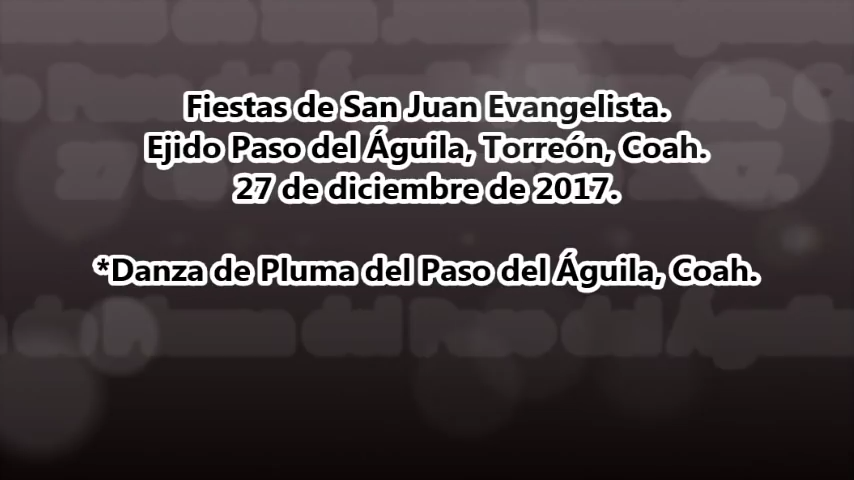 Fiestas de San Juan Evangelista.
Ejido Paso del Águila, Torreón, Coah.
27 de diciembre de 2017.
*Danza de Pluma del Paso del Águila, Coah.